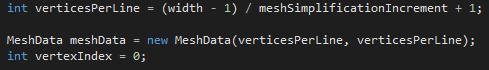 int verticesPerLine = (width - 1) / meshSimplificationIncrement + 1;
MeshData meshData = new MeshData(verticesPerLine, verticesPerLine);
int vertexIndex = 0;